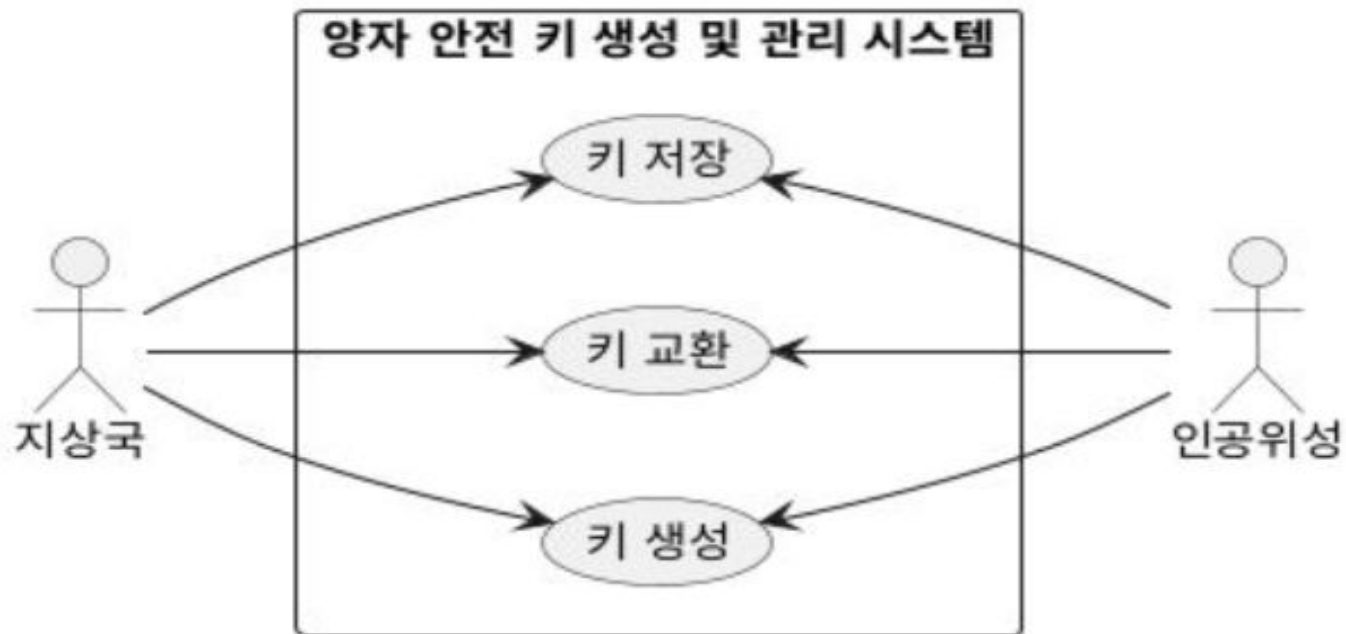 양자 안전 키 생성 및 관리 시스템
키 저장
키 교환
지상국
인공위성
키 생성